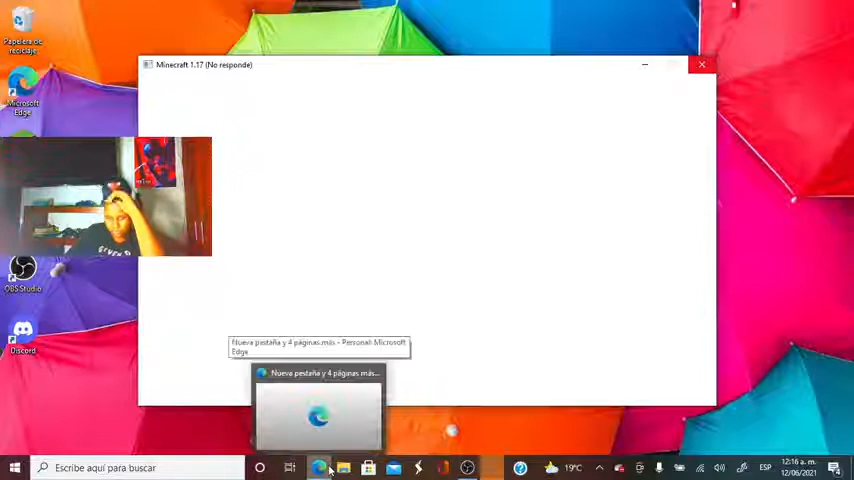 Papelera de
reciclaje
Minecraft 1.17 (No responde)
Microsoft
Edge
OBS Studio
Discord
Nueva pestaña y 4 páginas más - Personal: Microsoft
Edge
Nueva pestaña y 4 páginas más...
Escribe aquí para buscar
19°C
ESP
12:16 a. m.
12/06/2021
4